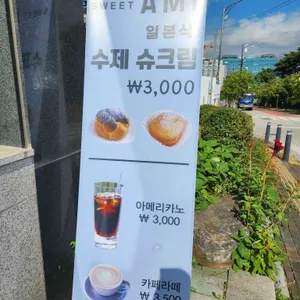 SWEET AMI
일본식
수제 슈크림
₩3,000
아메리카노
₩ 3,000
카페라떼
₩ 3,500